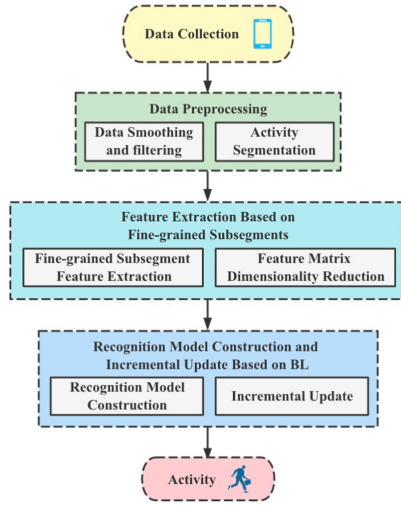 Data Collection
Data Preprocessing
Data Smoothing
and filtering
Activity
Segmentation
Feature Extraction Based on
Fine-grained Subsegments
Fine-grained Subsegment
Feature Extraction
Feature Matrix
Dimensionality Reduction
Recognition Model Construction and
Incremental Update Based on BL
Recognition Model
Construction
Incremental Update
Activity